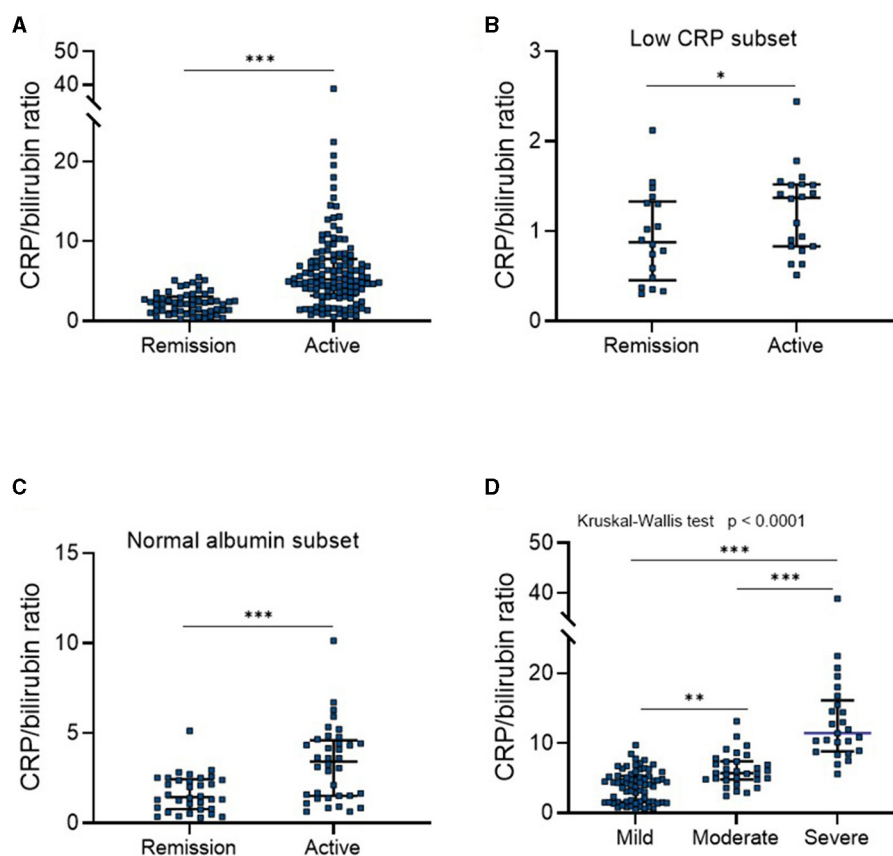 A
CRP/bilirubin ratio
50
40
20
10
0
***
Remission
Active
B
Low CRP subset
CRP/bilirubin ratio
3
2
1
0
*
Remission
Active
C
Normal albumin subset
CRP/bilirubin ratio
15
10
5
0
***
Remission
Active
D
Kruskal-Wallis test p < 0.0001
CRP/bilirubin ratio
50
40
20
10
0
***
***
**
Mild
Moderate
Severe